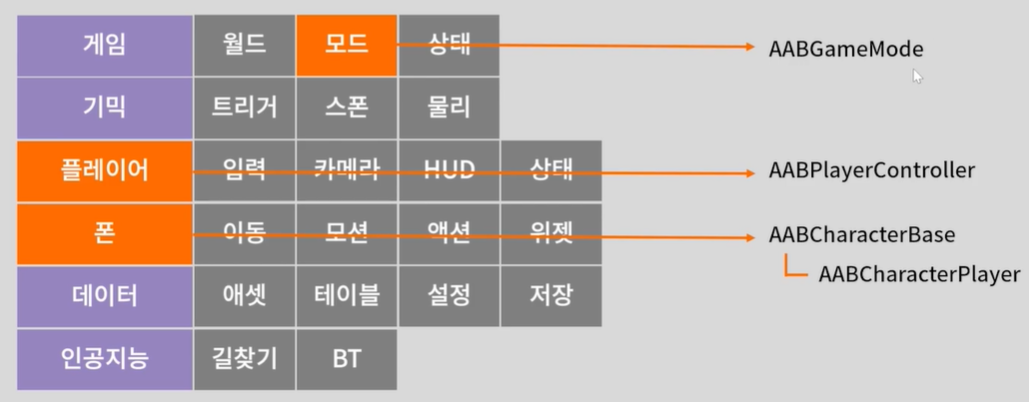 게임 월드 모드 상태 AABGameMode
기믹 트리거 스폰 물리
플레이어 입력 카메라 HUD 상태 AABPlayerController
폰 이동 모션 액션 위젯 AABCharacterBase
AABCharacterPlayer
데이터 애셋 테이블 설정 저장
인공지능 길찾기 BT